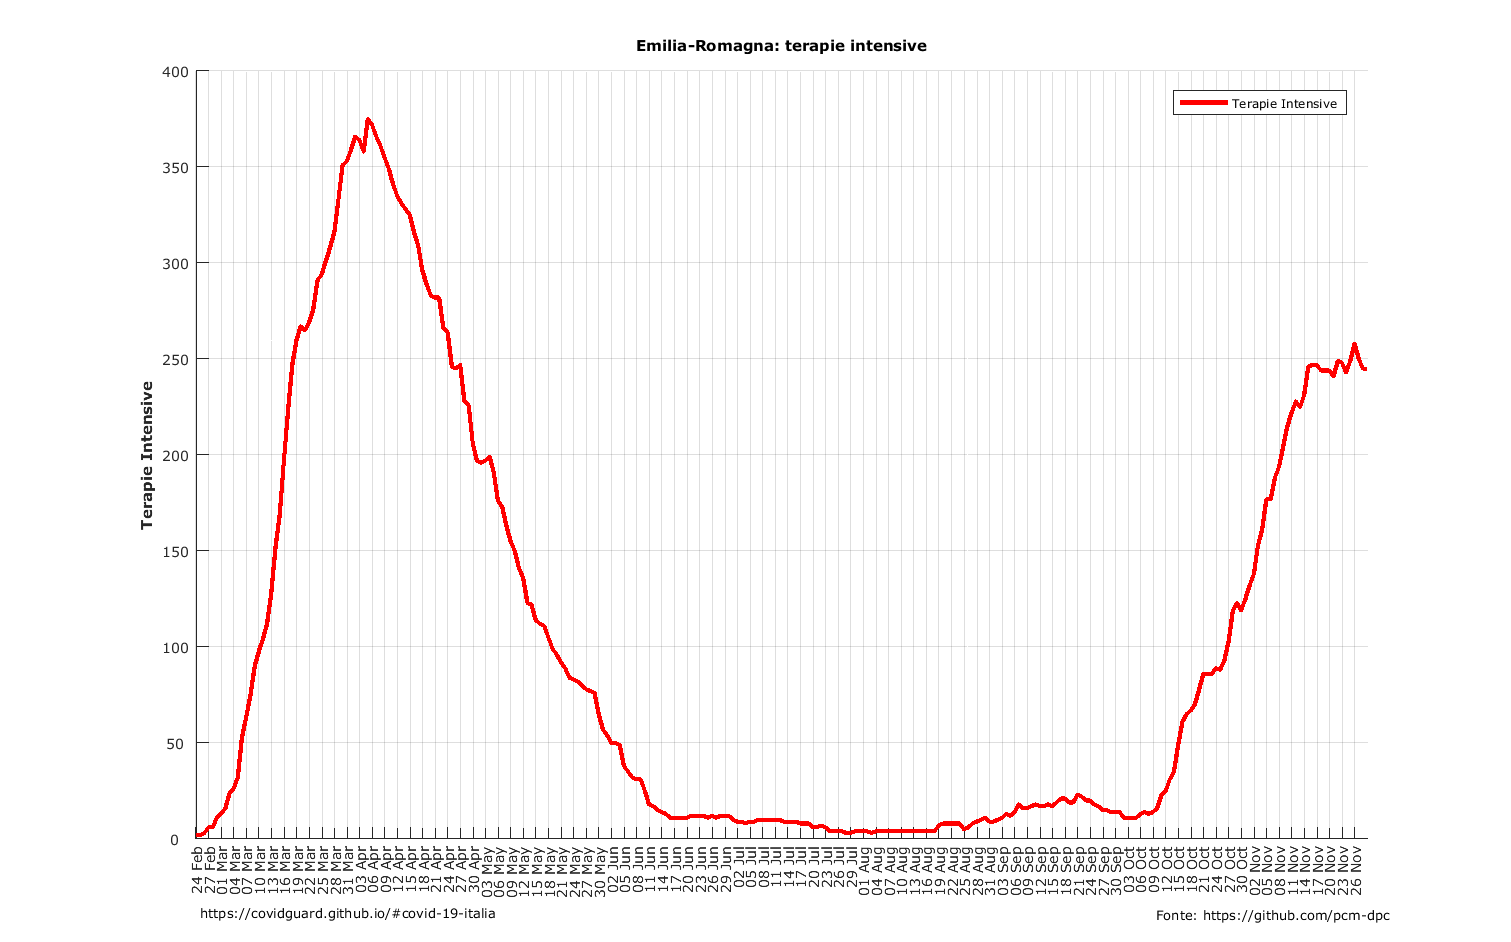 Emilia-Romagna: terapie intensive
Terapie Intensive
Terapie Intensive
400
350
300
250
200
150
100
50
0
24 Feb
27 Feb
01 Mar
04 Mar
07 Mar
10 Mar
13 Mar
16 Mar
19 Mar
22 Mar
25 Mar
28 Mar
31 Mar
03 Apr
06 Apr
09 Apr
12 Apr
15 Apr
18 Apr
21 Apr
24 Apr
27 Apr
30 Apr
03 May
06 May
09 May
12 May
15 May
18 May
21 May
24 May
27 May
30 May
02 Jun
05 Jun
08 Jun
11 Jun
14 Jun
17 Jun
20 Jun
23 Jun
26 Jun
29 Jun
02 Jul
05 Jul
08 Jul
11 Jul
14 Jul
17 Jul
20 Jul
23 Jul
26 Jul
29 Jul
01 Aug
04 Aug
07 Aug
10 Aug
13 Aug
16 Aug
19 Aug
22 Aug
25 Aug
28 Aug
31 Aug
03 Sep
06 Sep
09 Sep
12 Sep
15 Sep
18 Sep
21 Sep
24 Sep
27 Sep
30 Sep
03 Oct
06 Oct
09 Oct
12 Oct
15 Oct
18 Oct
21 Oct
24 Oct
27 Oct
30 Oct
02 Nov
05 Nov
08 Nov
11 Nov
14 Nov
17 Nov
20 Nov
23 Nov
26 Nov
https://covidguard.github.io/#covid-19-italia
Fonte: https://github.com/pcm-dpc